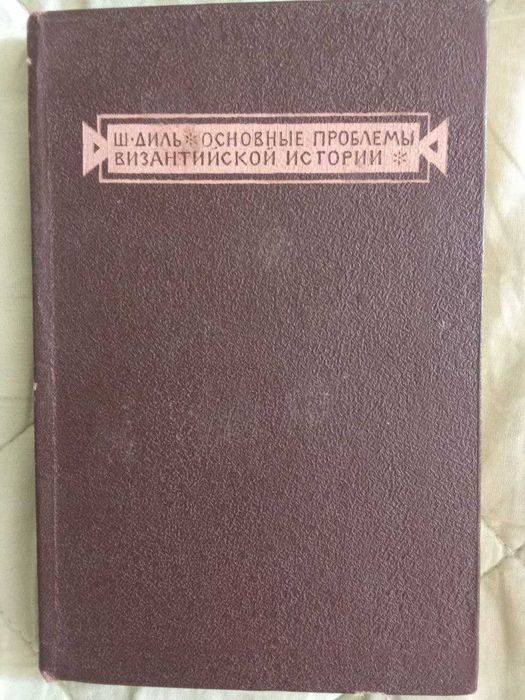 Ш·ДИЛЬ * ОСНОВНЫЕ ПРОБЛЕМЫ
ВИЗАНТИЙСКОЙ ИСТОРИИ *